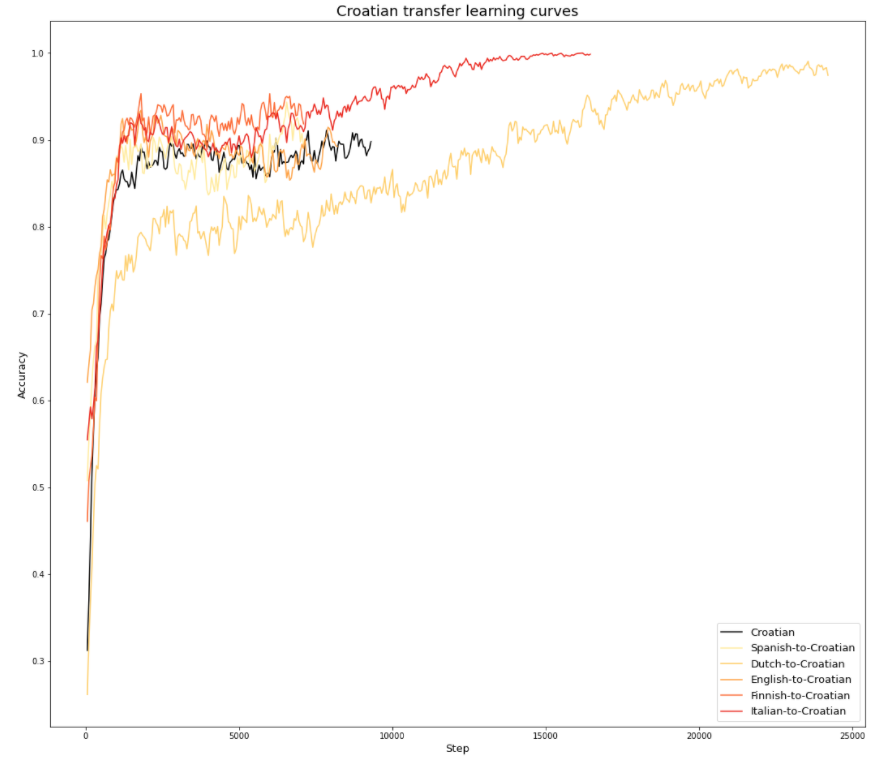 Croatian transfer learning curves
1.0
0.9
0.8
0.7
0.6
0.5
0.4
0.3
Accuracy
0
5000
10000
15000
20000
25000
Step
Croatian
Spanish-to-Croatian
Dutch-to-Croatian
English-to-Croatian
Finnish-to-Croatian
Italian-to-Croatian